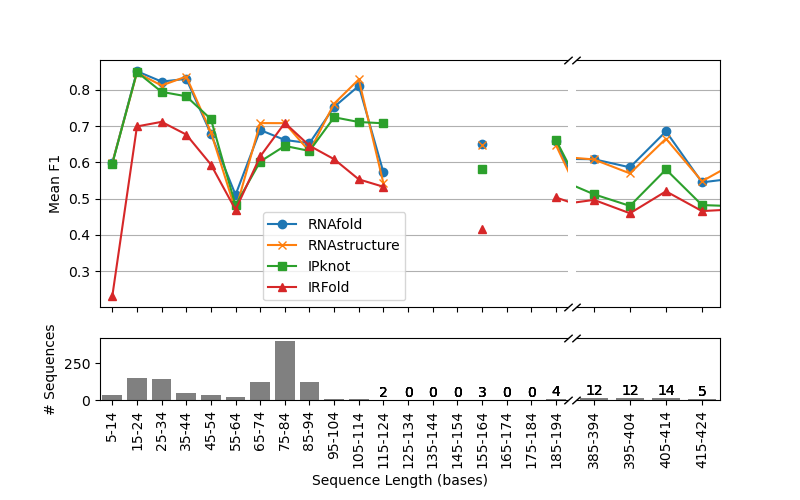 0.8
0.7
0.6
0.5
0.4
0.3
Mean F1
RNAfold
RNAstructure
IPknot
IRFold
250
0
# Sequences
2 0 0 0 3 0 0 4 12 12 14 5
5-14 15-24 25-34 35-44 45-54 55-64 65-74 75-84 85-94 95-104 105-114 115-124 125-134 135-144 145-154 155-164 165-174 175-184 185-194 385-394 395-404 405-414 415-424
Sequence Length (bases)